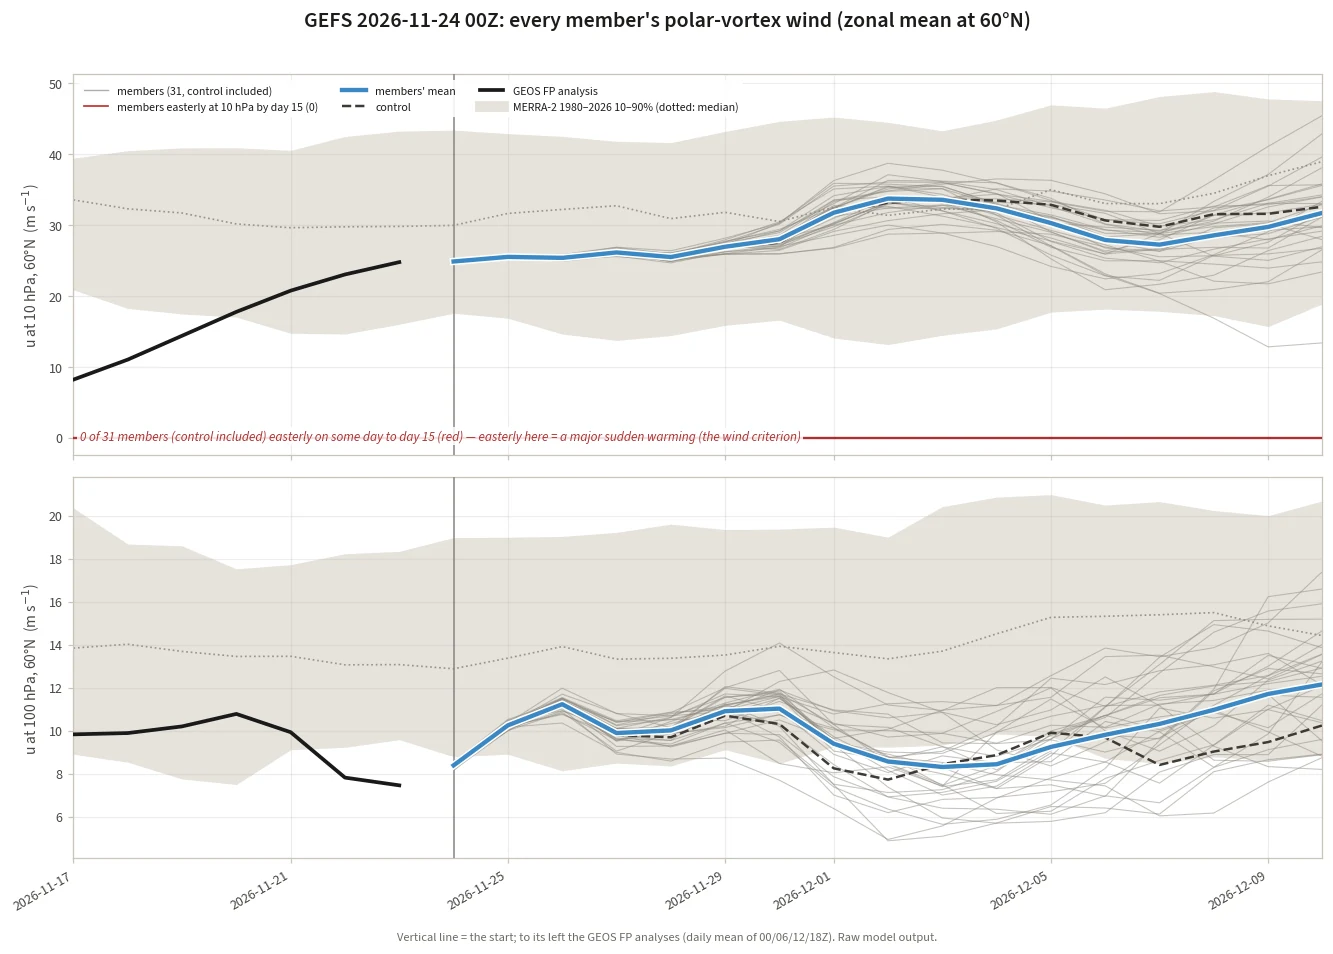 GEFS 2026-11-24 00Z: every member's polar-vortex wind (zonal mean at 60°N)
members (31, control included)
members easterly at 10 hPa by day 15 (0)
members' mean
control
GEOS FP analysis
MERRA-2 1980–2026 10–90% (dotted: median)
u at 10 hPa, 60°N (m s⁻¹)
50
40
30
20
10
0
0 of 31 members (control included) easterly on some day to day 15 (red) — easterly here = a major sudden warming (the wind criterion)
u at 100 hPa, 60°N (m s⁻¹)
20
18
16
14
12
10
8
6
2026-11-17
2026-11-21
2026-11-25
2026-11-29
2026-12-01
2026-12-05
2026-12-09
Vertical line = the start; to its left the GEOS FP analyses (daily mean of 00/06/12/18Z). Raw model output.